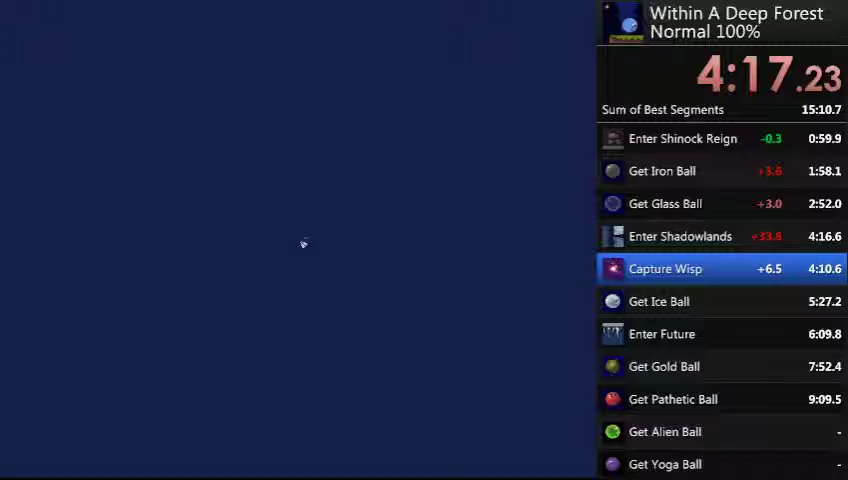 Within A Deep Forest
Normal 100%
4:17.23
Sum of Best Segments 15:10.7
Enter Shinock Reign -0.3 0:59.9
Get Iron Ball +3.6 1:58.1
Get Glass Ball +3.0 2:52.0
Enter Shadowlands +33.6 4:16.6
Capture Wisp +6.5 4:10.6
Get Ice Ball 5:27.2
Enter Future 6:09.8
Get Gold Ball 7:52.4
Get Pathetic Ball 9:09.5
Get Alien Ball -
Get Yoga Ball -